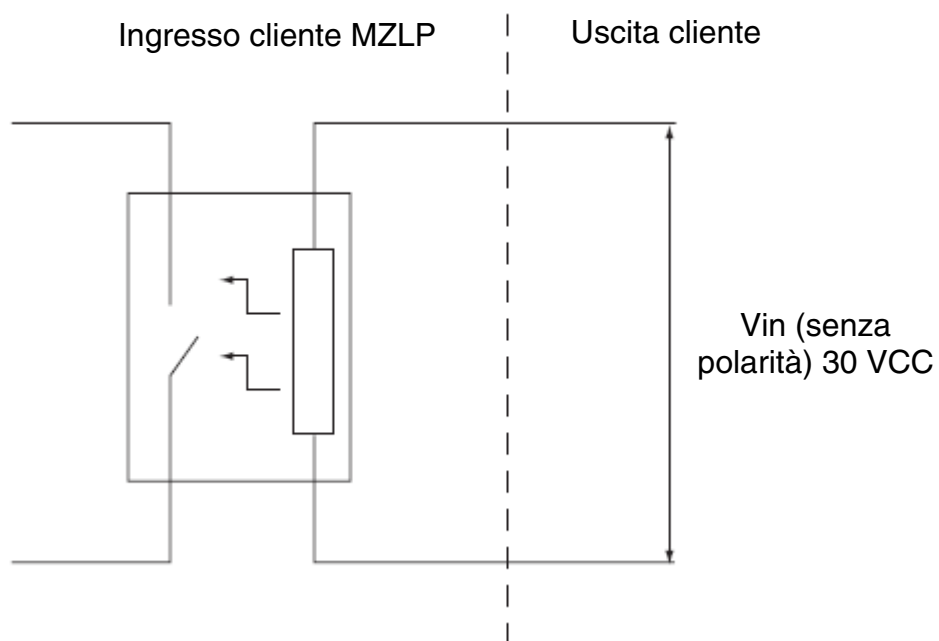 Ingresso cliente MZLP
Uscita cliente
Vin (senza
polarità) 30 VCC